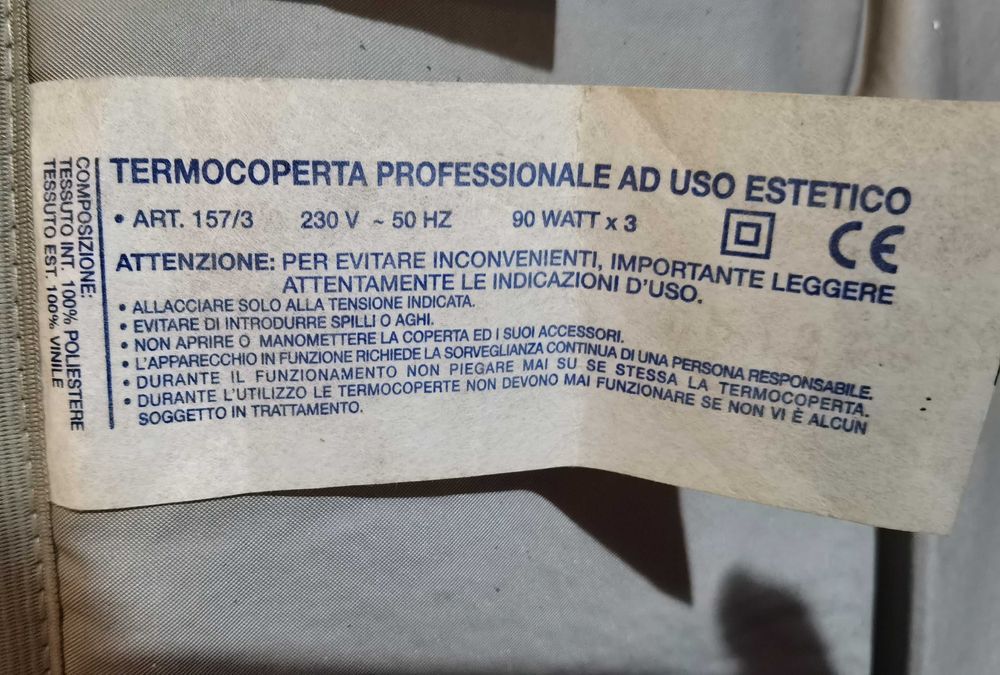 TERMOCOPERTA PROFESSIONALE AD USO ESTETICO
• ART. 157/3 230 V ~ 50 HZ 90 WATT x 3 CE
ATTENZIONE: PER EVITARE INCONVENIENTI, IMPORTANTE LEGGERE
ATTENTAMENTE LE INDICAZIONI D'USO.
• ALLACCIARE SOLO ALLA TENSIONE INDICATA.
• EVITARE DI INTRODURRE SPILLI O AGHI.
• NON APRIRE O MANOMETTERE LA COPERTA ED I SUOI ACCESSORI.
• L'APPARECCHIO IN FUNZIONE RICHIEDE LA SORVEGLIANZA CONTINUA DI UNA PERSONA RESPONSABILE.
• DURANTE IL FUNZIONAMENTO NON PIEGARE MAI SU SE STESSA LA TERMOCOPERTA.
• DURANTE L'UTILIZZO LE TERMOCOPERTE NON DEVONO MAI FUNZIONARE SE NON VI È ALCUN
SOGGETTO IN TRATTAMENTO.
COMPOSIZIONE:
TESSUTO INT. 100% POLIESTERE
TESSUTO EST. 100% VINILE